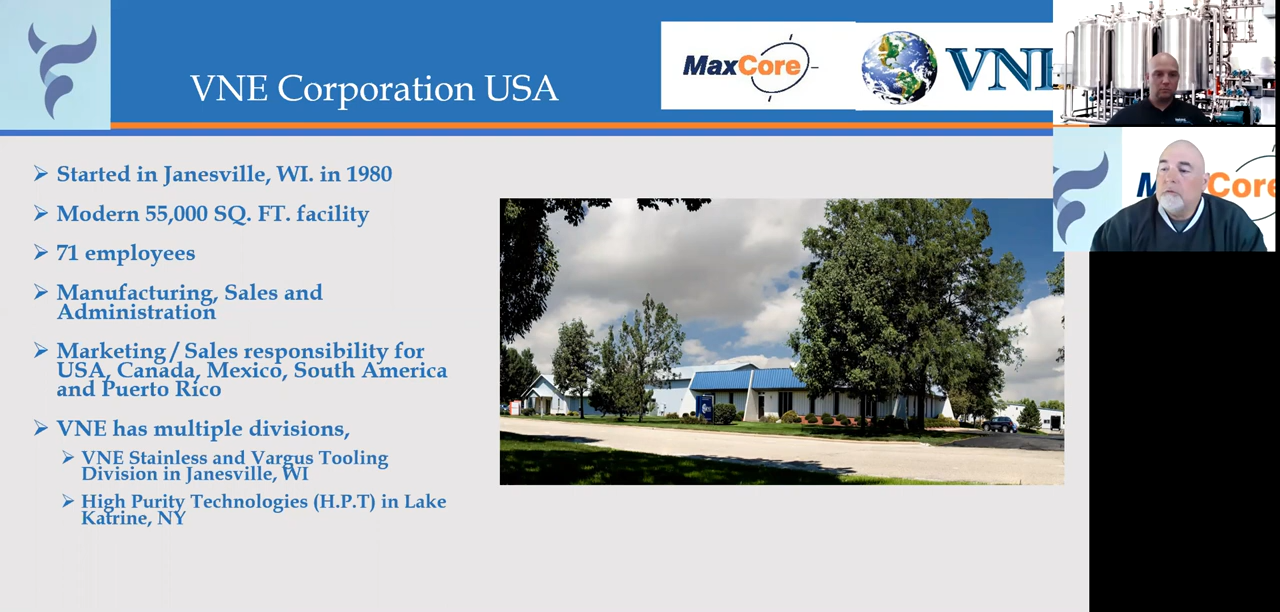 VNE Corporation USA
MaxCore
VNE
Started in Janesville, WI. in 1980
Modern 55,000 SQ. FT. facility
71 employees
Manufacturing, Sales and
Administration
Marketing / Sales responsibility for
USA, Canada, Mexico, South America
and Puerto Rico
VNE has multiple divisions,
VNE Stainless and Vargus Tooling
Division in Janesville, WI
High Purity Technologies (H.P.T) in Lake
Katrine, NY
Core